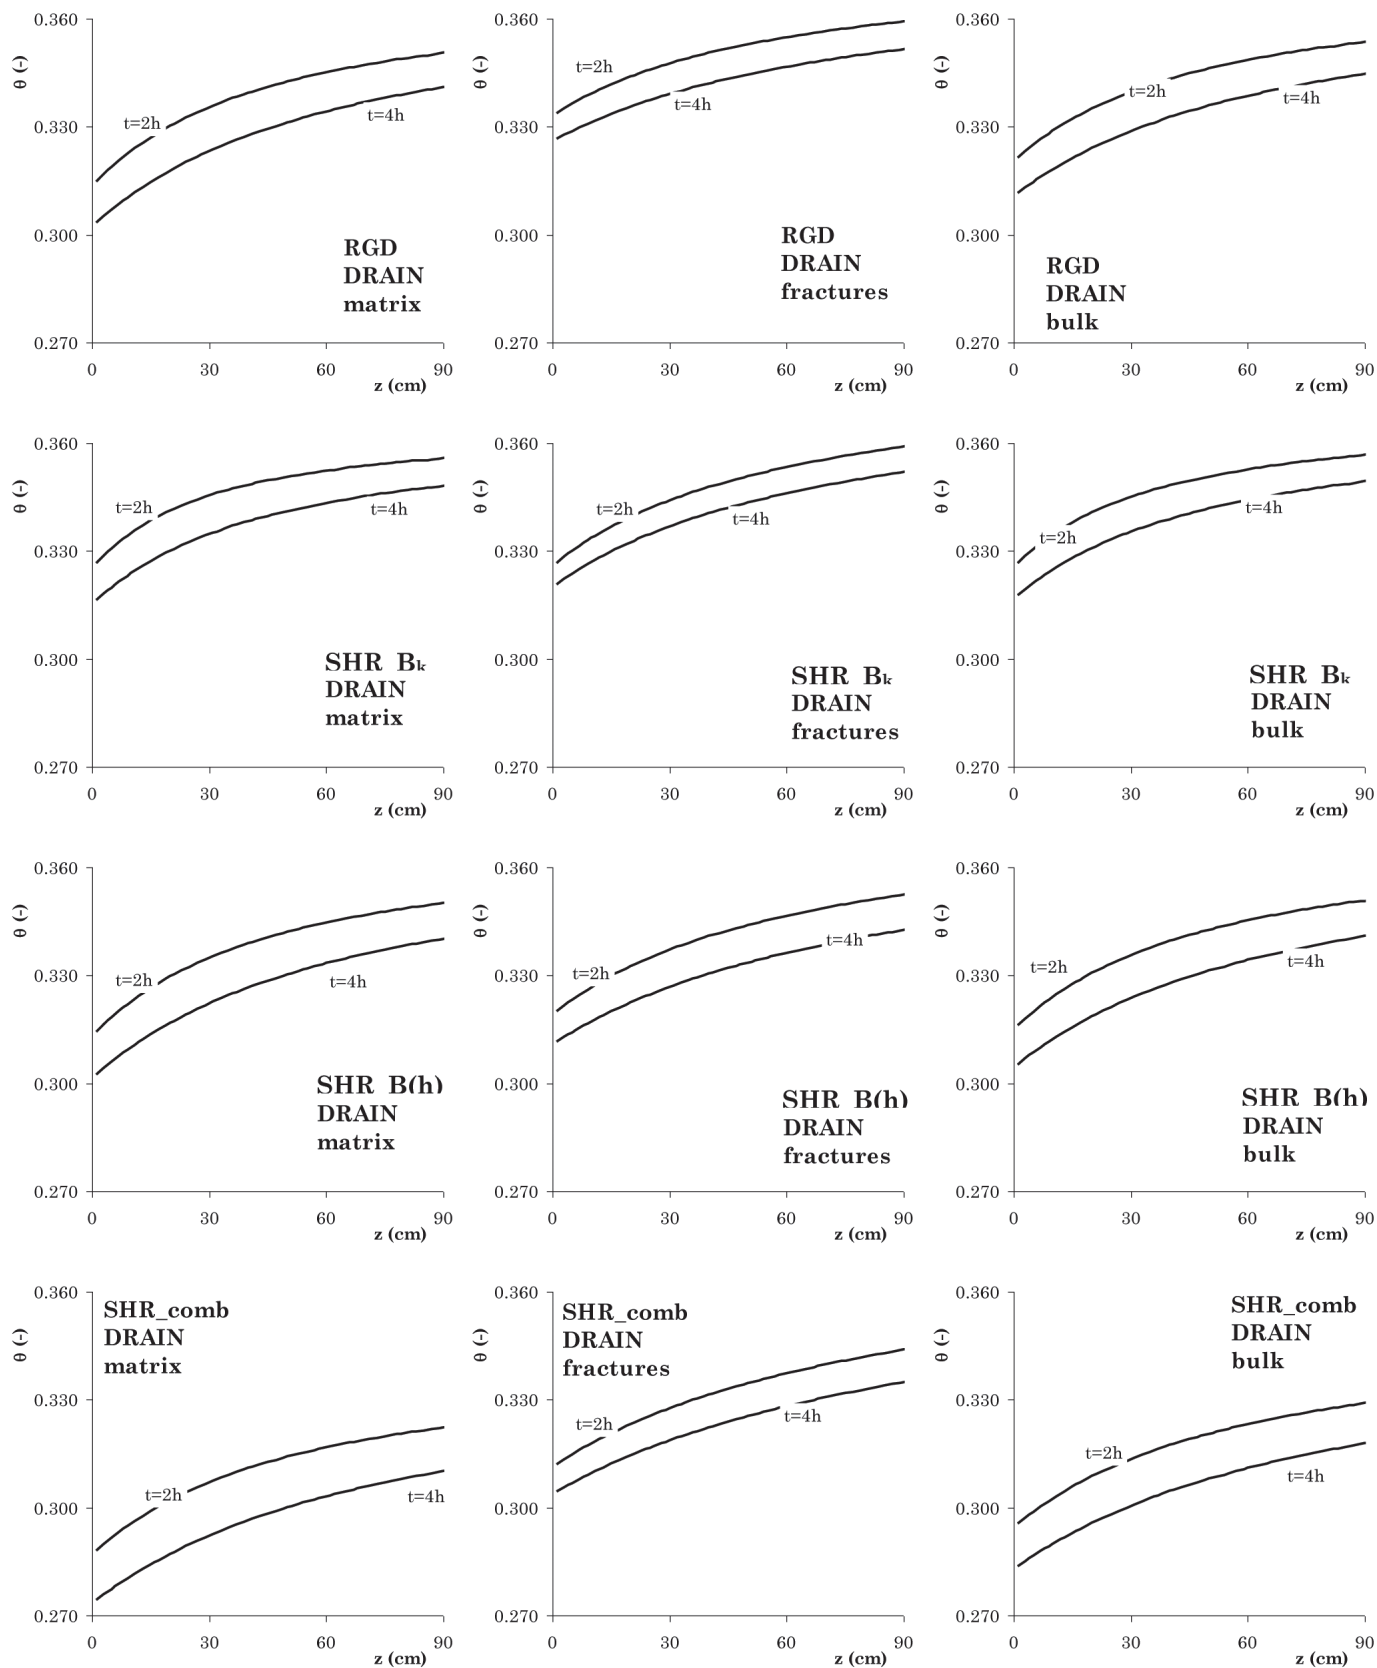 0.360
0.330
0.300
0.270
θ (-)
t=2h
t=4h
RGD
DRAIN
matrix
0 30 60 90
z (cm)
0.360
0.330
0.300
0.270
θ (-)
t=2h
t=4h
RGD
DRAIN
fractures
0 30 60 90
z (cm)
0.360
0.330
0.300
0.270
θ (-)
t=2h
t=4h
RGD
DRAIN
bulk
0 30 60 90
z (cm)
0.360
0.330
0.300
0.270
θ (-)
t=2h
t=4h
SHR Bk
DRAIN
matrix
0 30 60 90
z (cm)
0.360
0.330
0.300
0.270
θ (-)
t=2h
t=4h
SHR Bk
DRAIN
fractures
0 30 60 90
z (cm)
0.360
0.330
0.300
0.270
θ (-)
t=2h
t=4h
SHR Bk
DRAIN
bulk
0 30 60 90
z (cm)
0.360
0.330
0.300
0.270
θ (-)
t=2h
t=4h
SHR B(h)
DRAIN
matrix
0 30 60 90
z (cm)
0.360
0.330
0.300
0.270
θ (-)
t=2h
t=4h
SHR B(h)
DRAIN
fractures
0 30 60 90
z (cm)
0.360
0.330
0.300
0.270
θ (-)
t=2h
t=4h
SHR B(h)
DRAIN
bulk
0 30 60 90
z (cm)
0.360
0.330
0.300
0.270
θ (-)
SHR_comb
DRAIN
matrix
t=2h
t=4h
0 30 60 90
z (cm)
0.360
0.330
0.300
0.270
θ (-)
SHR_comb
DRAIN
fractures
t=2h
t=4h
0 30 60 90
z (cm)
0.360
0.330
0.300
0.270
θ (-)
SHR_comb
DRAIN
bulk
t=2h
t=4h
0 30 60 90
z (cm)